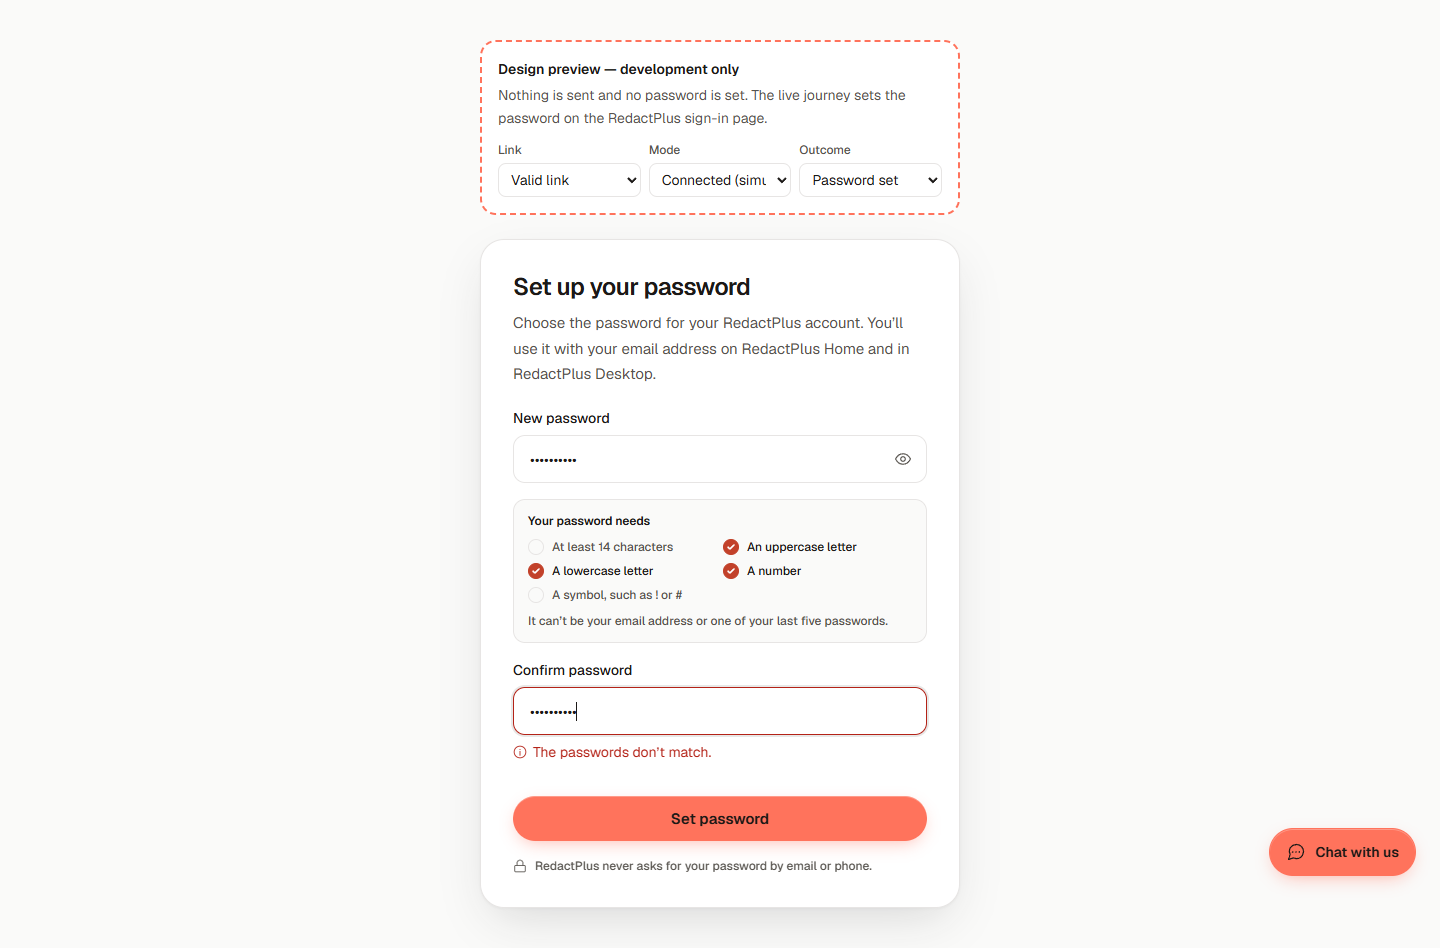 Design preview — development only
Nothing is sent and no password is set. The live journey sets the
password on the RedactPlus sign-in page.
Link
Mode
Outcome
Valid link
Connected (simu
Password set
Set up your password
Choose the password for your RedactPlus account. You’ll
use it with your email address on RedactPlus Home and in
RedactPlus Desktop.
New password
••••••••••
Your password needs
At least 14 characters
An uppercase letter
A lowercase letter
A number
A symbol, such as ! or #
It can’t be your email address or one of your last five passwords.
Confirm password
••••••••••
The passwords don’t match.
Set password
RedactPlus never asks for your password by email or phone.
Chat with us